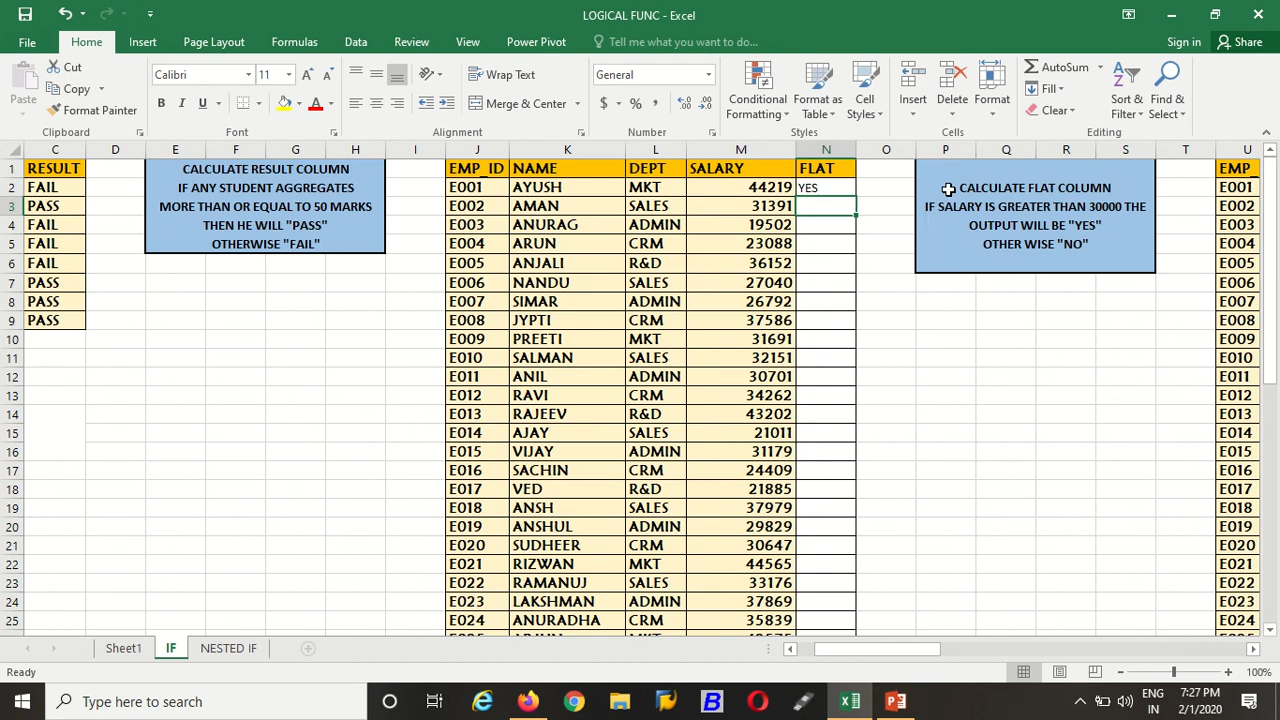 LOGICAL FUNC - Excel
File Home Insert Page Layout Formulas Data Review View Power Pivot Tell me what you want to do... Sign in Share
Cut
Copy
Format Painter
Paste
Clipboard
Calibri 11
B I U
Font
Wrap Text
Merge & Center
Alignment
General
$ % ,
Number
Conditional Formatting
Format as Table
Cell Styles
Styles
Insert Delete Format
Cells
AutoSum
Fill
Clear
Sort & Filter
Find & Select
Editing
C D E F G H I J K L M N O P Q R S T U
1 RESULT EMP_ID NAME DEPT SALARY FLAT EMP_
2 FAIL E001 AYUSH MKT 44219 YES E001
3 PASS E002 AMAN SALES 31391 E002
4 FAIL E003 ANURAG ADMIN 19502 E003
5 FAIL E004 ARUN CRM 23088 E004
6 FAIL E005 ANJALI R&D 36152 E005
7 PASS E006 NANDU SALES 27040 E006
8 PASS E007 SIMAR ADMIN 26792 E007
9 PASS E008 JYPTI CRM 37586 E008
10 E009 PREETI MKT 31691 E009
11 E010 SALMAN SALES 32151 E010
12 E011 ANIL ADMIN 30701 E011
13 E012 RAVI CRM 34262 E012
14 E013 RAJEEV R&D 43202 E013
15 E014 AJAY SALES 21011 E014
16 E015 VIJAY ADMIN 31179 E015
17 E016 SACHIN CRM 24409 E016
18 E017 VED R&D 21885 E017
19 E018 ANSH SALES 37979 E018
20 E019 ANSHUL ADMIN 29829 E019
21 E020 SUDHEER CRM 30647 E020
22 E021 RIZWAN MKT 44565 E021
23 E022 RAMANUJ SALES 33176 E022
24 E023 LAKSHMAN ADMIN 37869 E023
25 E024 ANURADHA CRM 35839 E024
CALCULATE RESULT COLUMN
IF ANY STUDENT AGGREGATES
MORE THAN OR EQUAL TO 50 MARKS
THEN HE WILL "PASS"
OTHERWISE "FAIL"
CALCULATE FLAT COLUMN
IF SALARY IS GREATER THAN 30000 THE
OUTPUT WILL BE "YES"
OTHER WISE "NO"
Sheet1 IF NESTED IF
Ready 100%
Type here to search
ENG
IN
7:27 PM
2/1/2020